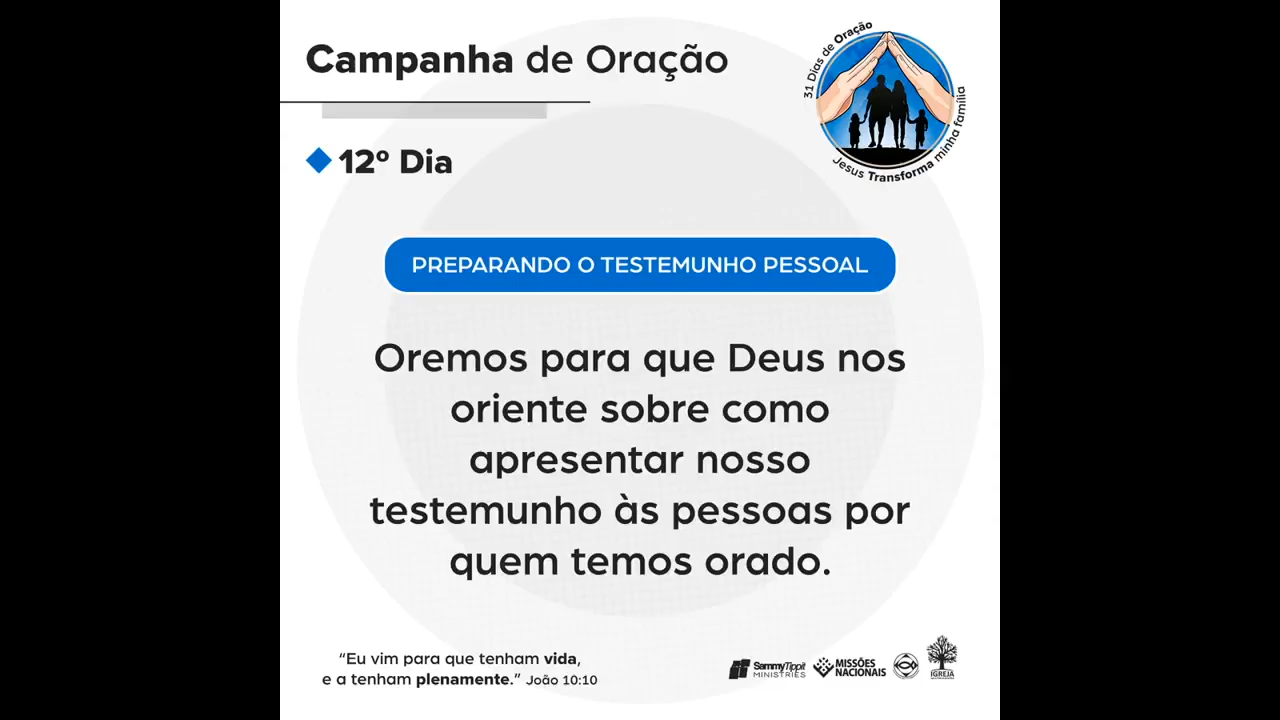 Campanha de Oração
31 Dias de Oração
Jesus Transforma minha família
12º Dia
PREPARANDO O TESTEMUNHO PESSOAL
Oremos para que Deus nos
oriente sobre como
apresentar nosso
testemunho às pessoas por
quem temos orado.
“Eu vim para que tenham vida,
e a tenham plenamente.” João 10:10
SammyTippit
MINISTRIES
MISSÕES
NACIONAIS
IGREJA